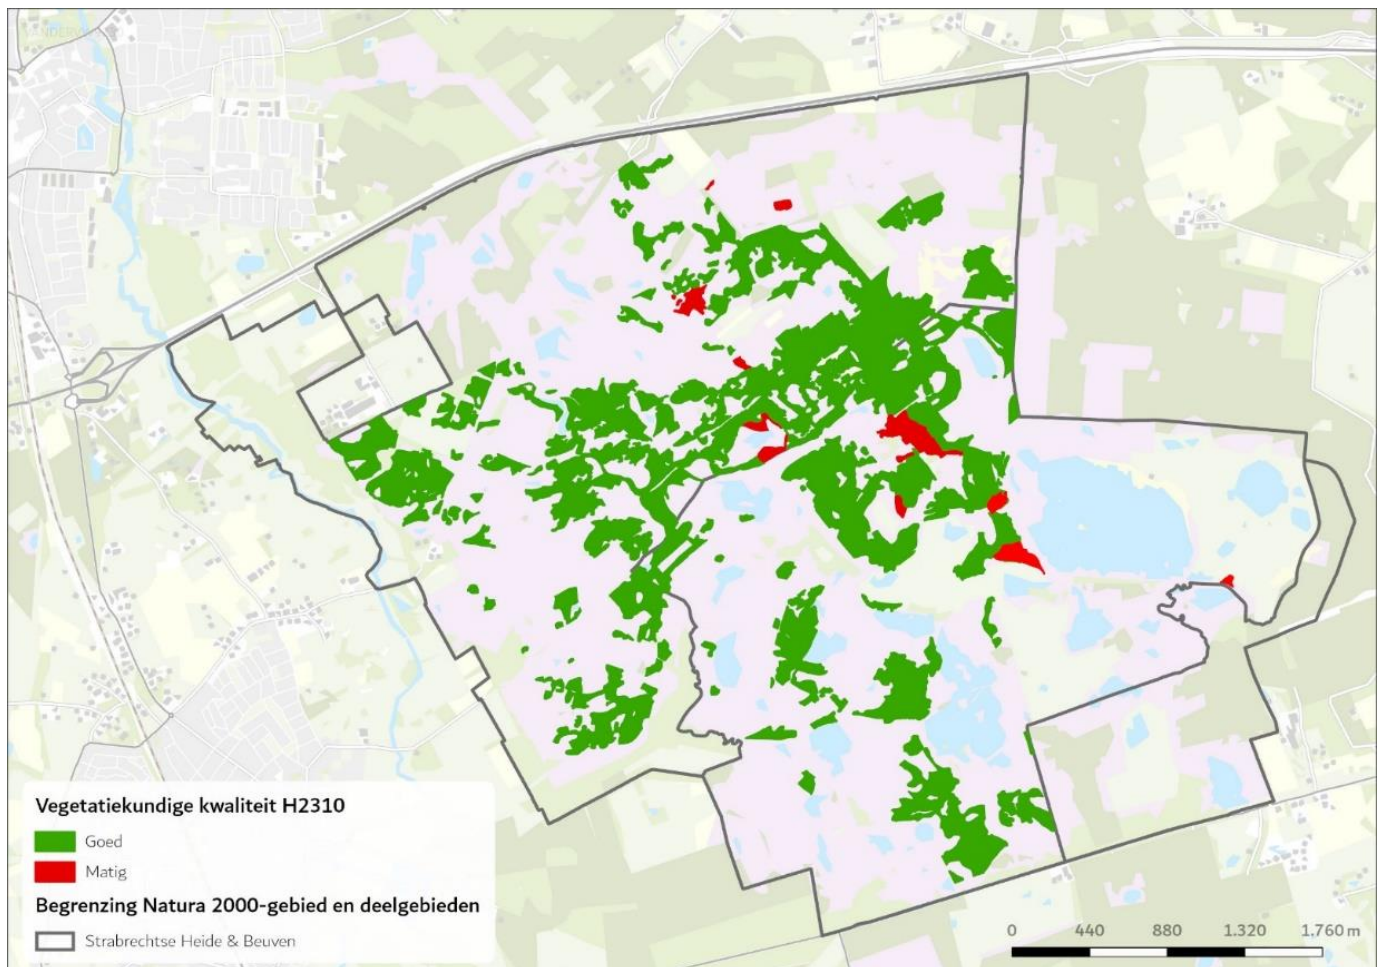 Vegetatiekundige kwaliteit H2310
Goed
Matig
Begrenzing Natura 2000-gebied en deelgebieden
Strabrechtse Heide & Beuven
0 440 880 1.320 1.760 m